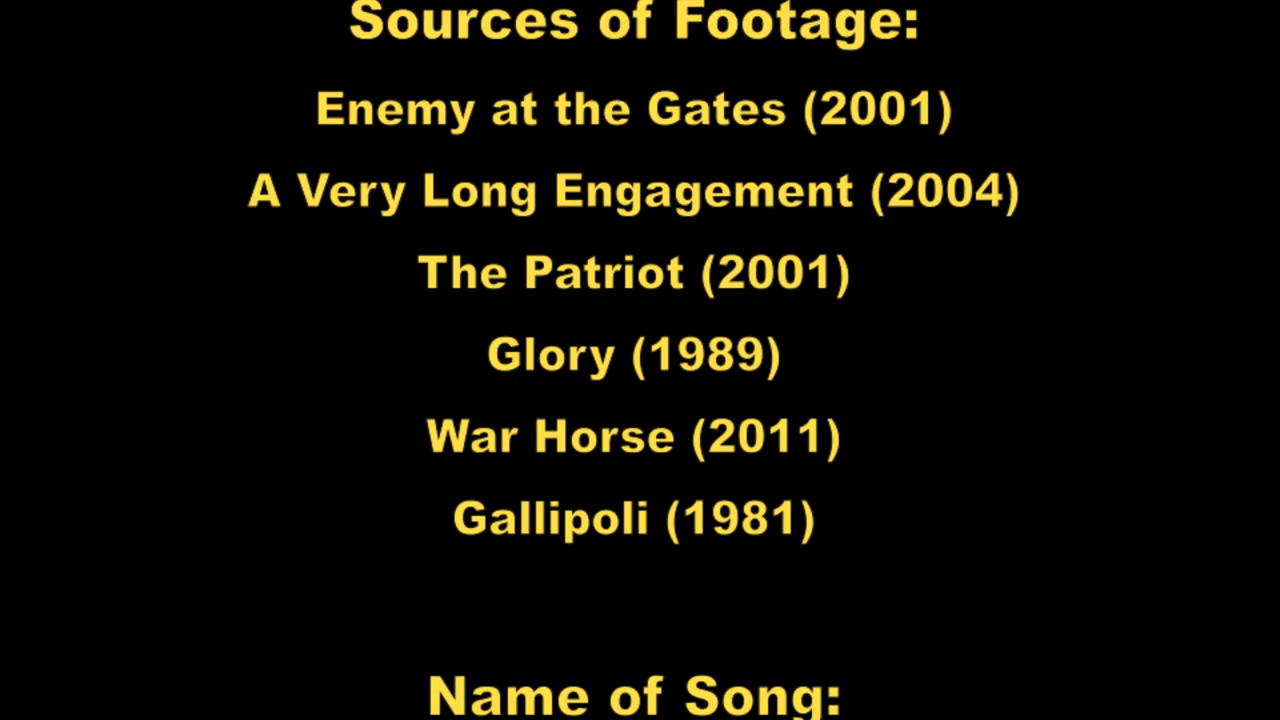 Sources of Footage:
Enemy at the Gates (2001)
A Very Long Engagement (2004)
The Patriot (2001)
Glory (1989)
War Horse (2011)
Gallipoli (1981)
Name of Song: